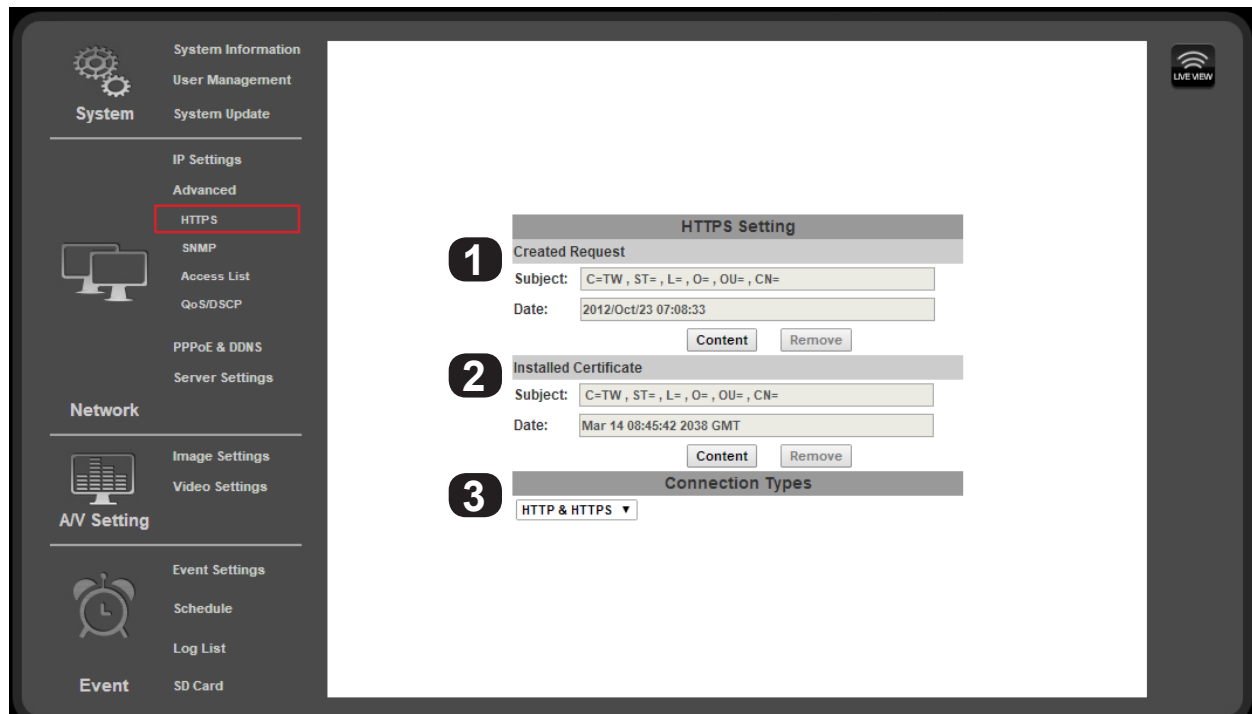 System Information
User Management
System
System Update
IP Settings
Advanced
HTTPS
SNMP
Access List
QoS/DSCP
PPPoE & DDNS
Server Settings
Network
Image Settings
Video Settings
A/V Setting
Event Settings
Schedule
Log List
Event
SD Card
LIVE VIEW
HTTPS Setting
1
Created Request
Subject: C=TW , ST= , L= , O= , OU= , CN=
Date: 2012/Oct/23 07:08:33
Content Remove
2
Installed Certificate
Subject: C=TW , ST= , L= , O= , OU= , CN=
Date: Mar 14 08:45:42 2038 GMT
Content Remove
3
Connection Types
HTTP & HTTPS ▼